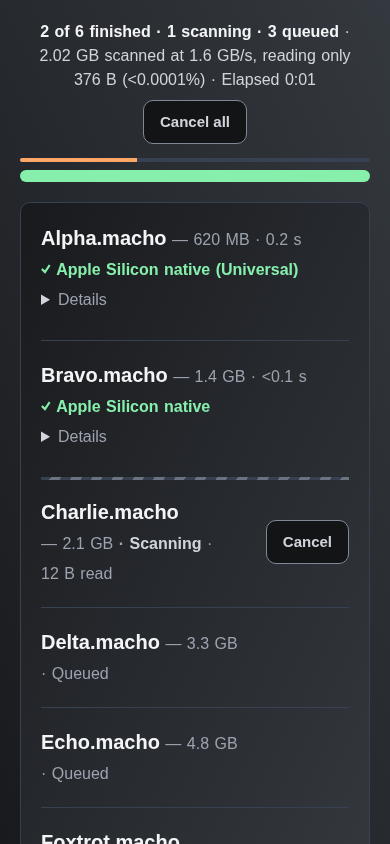 2 of 6 finished · 1 scanning · 3 queued ·
2.02 GB scanned at 1.6 GB/s, reading only
376 B (<0.0001%) · Elapsed 0:01
Cancel all
Alpha.macho — 620 MB · 0.2 s
✓ Apple Silicon native (Universal)
▶ Details
Bravo.macho — 1.4 GB · <0.1 s
✓ Apple Silicon native
▶ Details
Charlie.macho
— 2.1 GB · Scanning ·
12 B read
Cancel
Delta.macho — 3.3 GB
· Queued
Echo.macho — 4.8 GB
· Queued
Foxtrot.macho